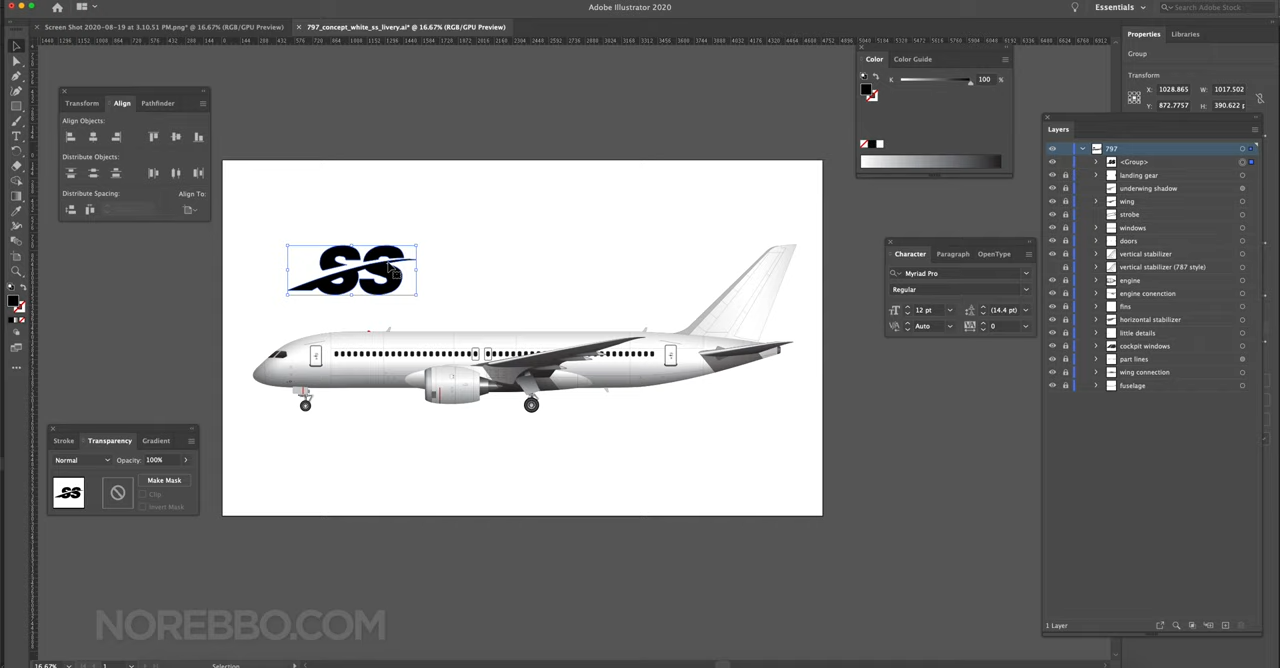 Adobe Illustrator 2020
Essentials
Search Adobe Stock
Screen Shot 2020-08-19 at 3.10.51 PM.png* @ 16.67% (RGB/GPU Preview)
797_concept_white_ss_livery.ai* @ 16.67% (RGB/GPU Preview)
Color
Color Guide
K
100
%
Properties
Libraries
Group
Transform
X: 1028.865
W: 1017.502
Y: 872.7757
H: 390.622 p
Transform
Align
Pathfinder
Align Objects:
Distribute Objects:
Distribute Spacing:
Align To:
Layers
797
<Group>
landing gear
underwing shadow
wing
strobe
windows
doors
vertical stabilizer
vertical stabilizer (787 style)
engine
engine conenction
fins
horizontal stabilizer
little details
cockpit windows
part lines
wing connection
fuselage
1 Layer
SS
Character
Paragraph
OpenType
Myriad Pro
Regular
12 pt
(14.4 pt)
Auto
0
Stroke
Transparency
Gradient
Normal
Opacity: 100%
Make Mask
Clip
Invert Mask
NOREBBO.COM
16.67%
1
Selection